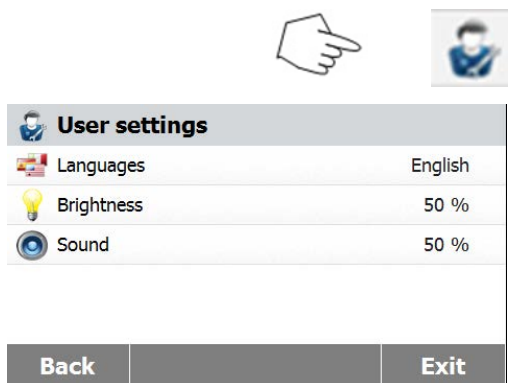 User settings
Languages English
Brightness 50 %
Sound 50 %
Back Exit